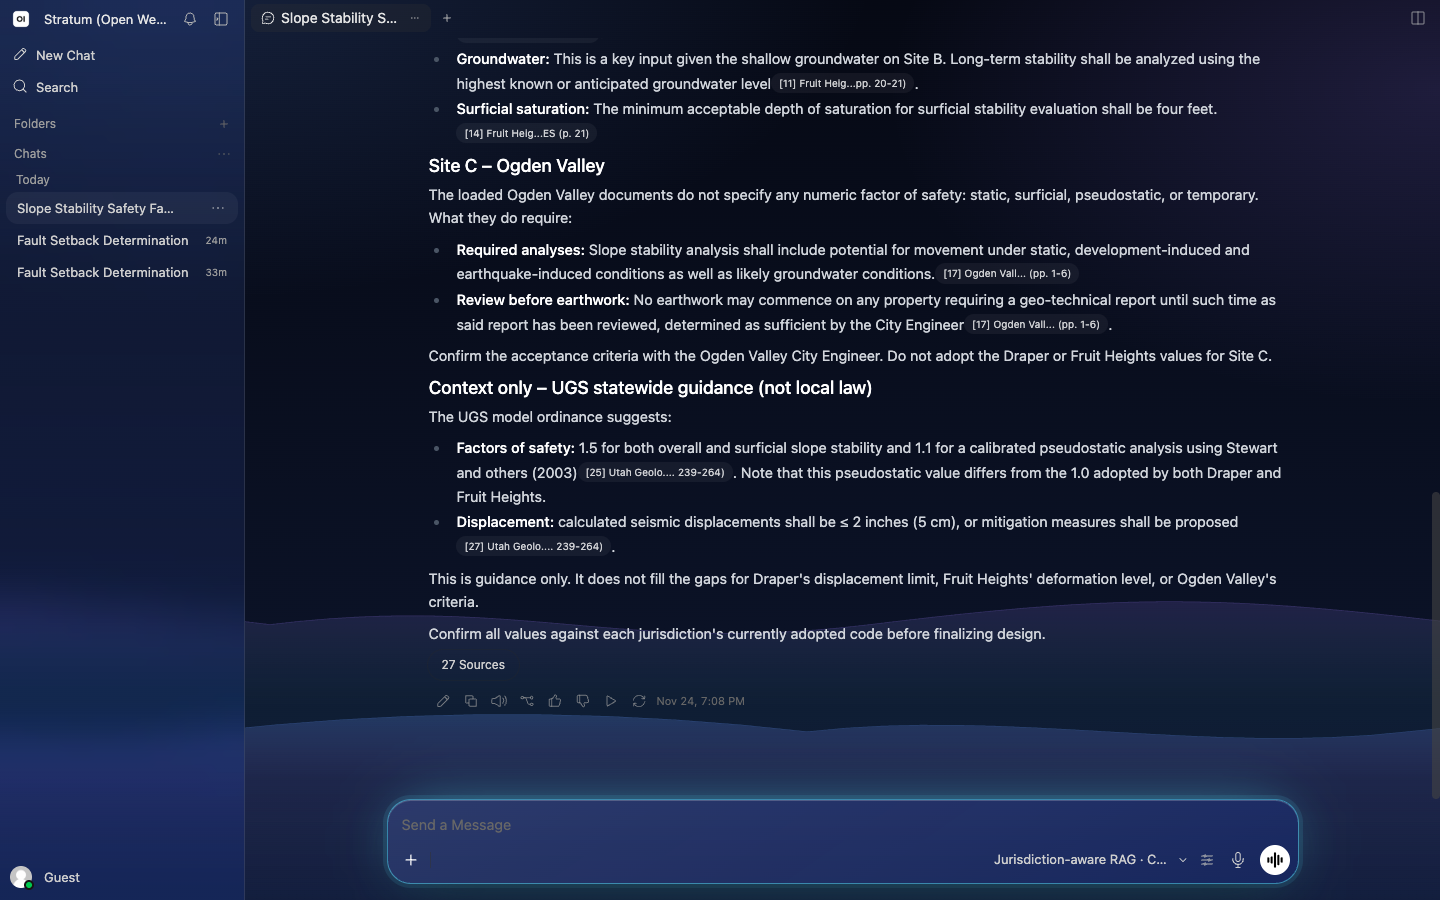 OI
Stratum (Open We...
New Chat
Search
Folders
Chats
Today
Slope Stability Safety Fa...
Fault Setback Determination 24m
Fault Setback Determination 33m
Guest
Slope Stability S...
Groundwater: This is a key input given the shallow groundwater on Site B. Long-term stability shall be analyzed using the
highest known or anticipated groundwater level [11] Fruit Heig...pp. 20-21) .
Surficial saturation: The minimum acceptable depth of saturation for surficial stability evaluation shall be four feet.
[14] Fruit Heig...ES (p. 21)
Site C – Ogden Valley
The loaded Ogden Valley documents do not specify any numeric factor of safety: static, surficial, pseudostatic, or temporary.
What they do require:
Required analyses: Slope stability analysis shall include potential for movement under static, development-induced and
earthquake-induced conditions as well as likely groundwater conditions. [17] Ogden Vall... (pp. 1-6)
Review before earthwork: No earthwork may commence on any property requiring a geo-technical report until such time as
said report has been reviewed, determined as sufficient by the City Engineer [17] Ogden Vall... (pp. 1-6) .
Confirm the acceptance criteria with the Ogden Valley City Engineer. Do not adopt the Draper or Fruit Heights values for Site C.
Context only – UGS statewide guidance (not local law)
The UGS model ordinance suggests:
Factors of safety: 1.5 for both overall and surficial slope stability and 1.1 for a calibrated pseudostatic analysis using Stewart
and others (2003) [25] Utah Geolo.... 239-264) . Note that this pseudostatic value differs from the 1.0 adopted by both Draper and
Fruit Heights.
Displacement: calculated seismic displacements shall be ≤ 2 inches (5 cm), or mitigation measures shall be proposed
[27] Utah Geolo.... 239-264) .
This is guidance only. It does not fill the gaps for Draper's displacement limit, Fruit Heights' deformation level, or Ogden Valley's
criteria.
Confirm all values against each jurisdiction's currently adopted code before finalizing design.
27 Sources
Nov 24, 7:08 PM
Send a Message
Jurisdiction-aware RAG · C...